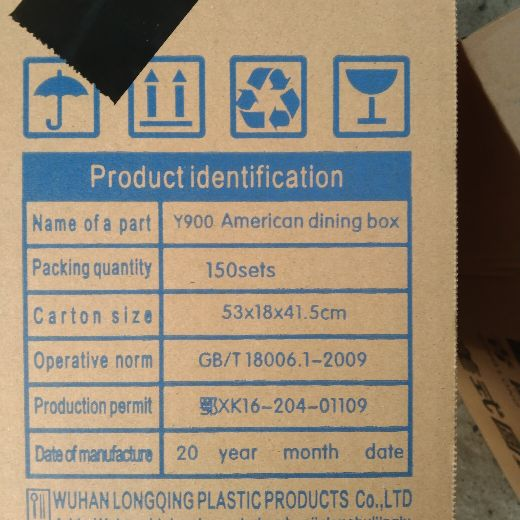 Product identification
Name of a part Y900 American dining box
Packing quantity 150sets
Carton size 53x18x41.5cm
Operative norm GB/T 18006.1-2009
Production permit 鄂XK16-204-01109
Date of manufacture 20 year month date
WUHAN LONGQING PLASTIC PRODUCTS Co.,LTD